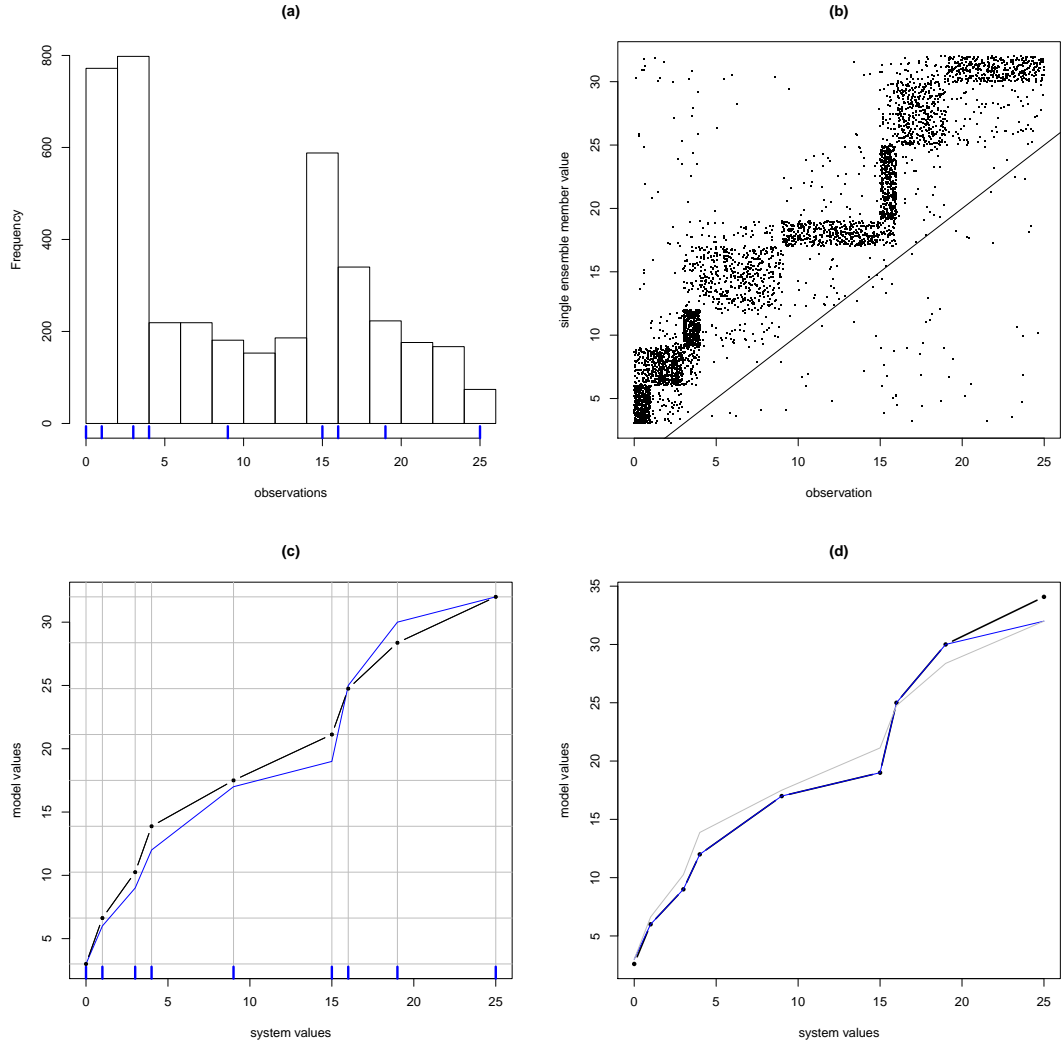 (a)
Frequency
800
600
400
200
0
0 5 10 15 20 25
observations
(b)
single ensemble member value
30
25
20
15
10
5
0 5 10 15 20 25
observation
(c)
model values
30
25
20
15
10
5
0 5 10 15 20 25
system values
(d)
model values
35
30
25
20
15
10
5
0 5 10 15 20 25
system values